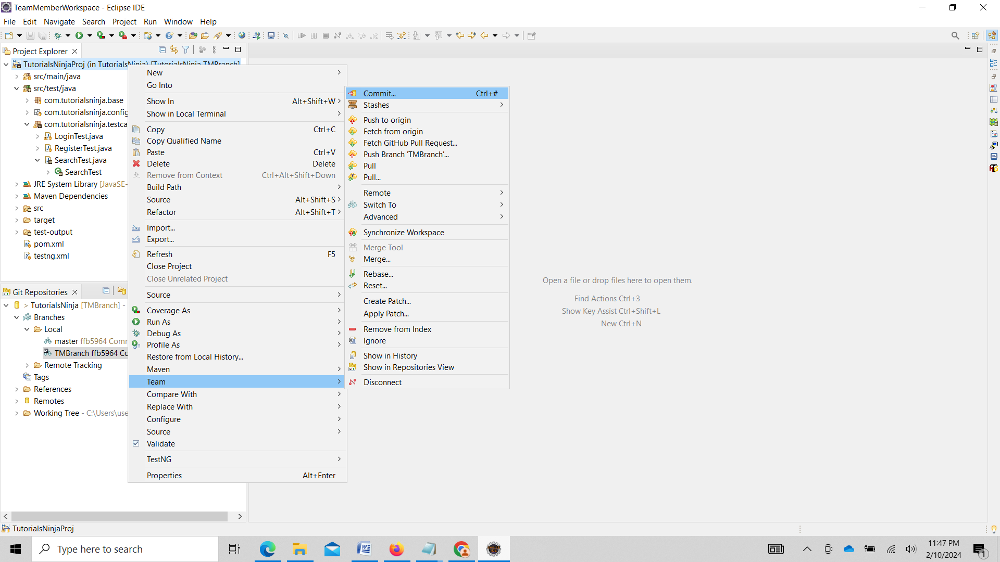 TeamMemberWorkspace - Eclipse IDE
File Edit Navigate Search Project Run Window Help
Project Explorer
TutorialsNinjaProj (in TutorialsNinja) [TutorialsNinja TMBranch]
src/main/java
src/test/java
com.tutorialsninja.base
com.tutorialsninja.config
com.tutorialsninja.testca
LoginTest.java
RegisterTest.java
SearchTest.java
SearchTest
JRE System Library [JavaSE-
Maven Dependencies
src
target
test-output
pom.xml
testng.xml
Git Repositories
> TutorialsNinja [TMBranch] -
Branches
Local
master ffb5964 Comr
TMBranch ffb5964 Co
Remote Tracking
Tags
References
Remotes
Working Tree - C:\Users\use
New
Go Into
Show In Alt+Shift+W
Show in Local Terminal
Copy Ctrl+C
Copy Qualified Name
Paste Ctrl+V
Delete Delete
Remove from Context Ctrl+Alt+Shift+Down
Build Path
Source Alt+Shift+S
Refactor Alt+Shift+T
Import...
Export...
Refresh F5
Close Project
Close Unrelated Project
Source
Coverage As
Run As
Debug As
Profile As
Restore from Local History...
Maven
Team
Compare With
Replace With
Configure
Source
Validate
TestNG
Properties Alt+Enter
Commit... Ctrl+#
Stashes
Push to origin
Fetch from origin
Fetch GitHub Pull Request...
Push Branch 'TMBranch'...
Pull
Pull...
Remote
Switch To
Advanced
Synchronize Workspace
Merge Tool
Merge...
Rebase...
Reset...
Create Patch...
Apply Patch...
Remove from Index
Ignore
Show in History
Show in Repositories View
Disconnect
Open a file or drop files here to open them.
Find Actions Ctrl+3
Show Key Assist Ctrl+Shift+L
New Ctrl+N
TutorialsNinjaProj
Type here to search
11:47 PM
2/10/2024
1